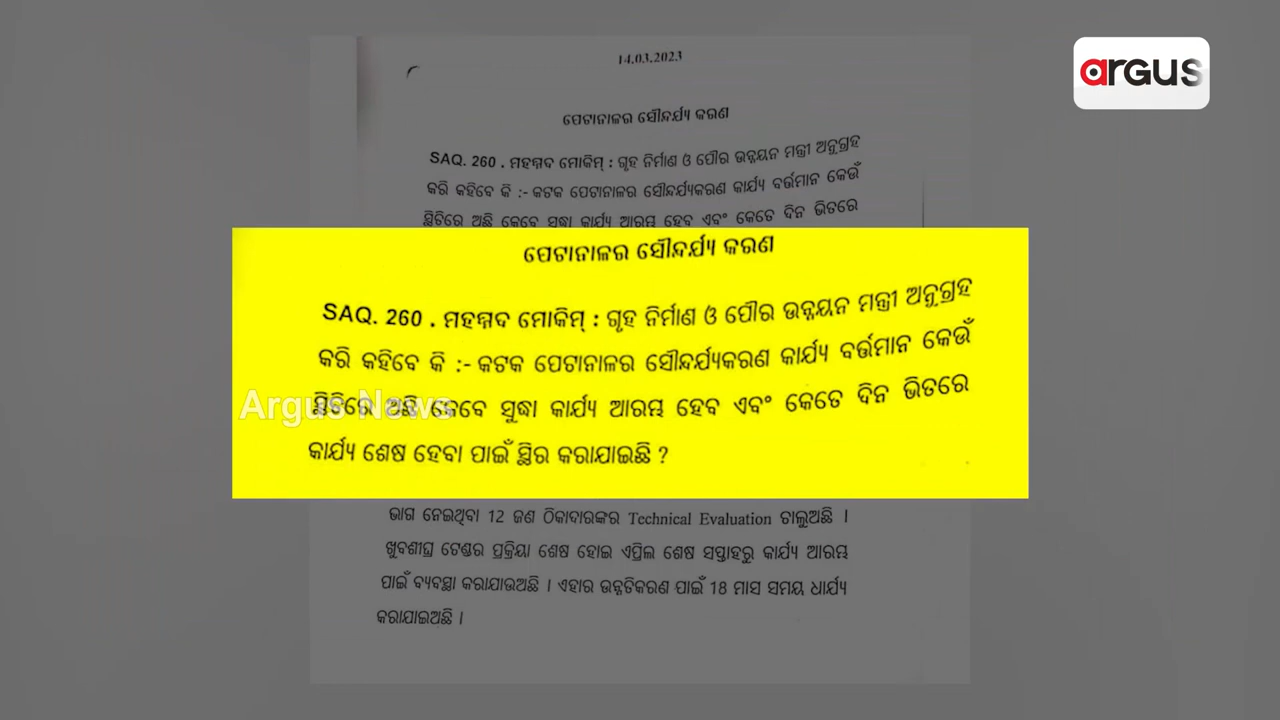 argus
14.03.2023
ପେଟାନାଳର ସୌନ୍ଦର୍ଯ୍ୟ କରଣ
SAQ. 260 . ମହମ୍ମଦ ମୋକିମ୍ : ଗୃହ ନିର୍ମାଣ ଓ ପୌର ଉନ୍ନୟନ ମନ୍ତ୍ରୀ ଅନୁଗ୍ରହ
କରି କହିବେ କି :- କଟକ ପେଟାନାଳର ସୌନ୍ଦର୍ଯ୍ୟକରଣ କାର୍ଯ୍ୟ ବର୍ତ୍ତମାନ କେଉଁ
ସ୍ଥିତିରେ ଅଛି କେବେ ସୁଦ୍ଧା କାର୍ଯ୍ୟ ଆରମ୍ଭ ହେବ ଏବଂ କେତେ ଦିନ ଭିତରେ
ପେଟାନାଳର ସୌନ୍ଦର୍ଯ୍ୟ କରଣ
SAQ. 260 . ମହମ୍ମଦ ମୋକିମ୍ : ଗୃହ ନିର୍ମାଣ ଓ ପୌର ଉନ୍ନୟନ ମନ୍ତ୍ରୀ ଅନୁଗ୍ରହ
କରି କହିବେ କି :- କଟକ ପେଟାନାଳର ସୌନ୍ଦର୍ଯ୍ୟକରଣ କାର୍ଯ୍ୟ ବର୍ତ୍ତମାନ କେଉଁ
ସ୍ଥିତିରେ ଅଛି କେବେ ସୁଦ୍ଧା କାର୍ଯ୍ୟ ଆରମ୍ଭ ହେବ ଏବଂ କେତେ ଦିନ ଭିତରେ
Argus News
କାର୍ଯ୍ୟ ଶେଷ ହେବା ପାଇଁ ସ୍ଥିର କରାଯାଇଛି ?
ଭାଗ ନେଇଥିବା 12 ଜଣ ଠିକାଦାରଙ୍କର Technical Evaluation ଚାଲୁଅଛି ।
ଖୁବଶୀଘ୍ର ଟେଣ୍ଡର ପ୍ରକ୍ରିୟା ଶେଷ ହୋଇ ଏପ୍ରିଲ ଶେଷ ସପ୍ତାହରୁ କାର୍ଯ୍ୟ ଆରମ୍ଭ
ପାଇଁ ବ୍ୟବସ୍ଥା କରାଯାଉଅଛି । ଏହାର ଉନ୍ନତିକରଣ ପାଇଁ 18 ମାସ ସମୟ ଧାର୍ଯ୍ୟ
କରାଯାଇଅଛି ।